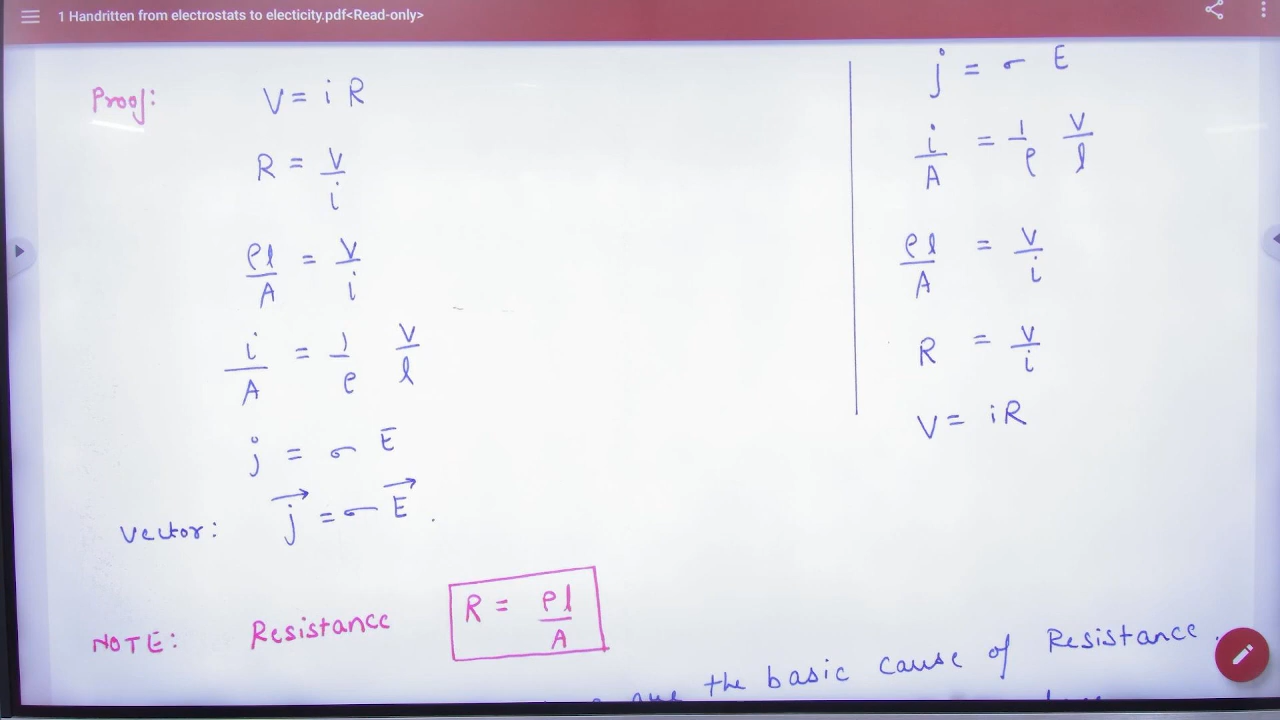 1 Handritten from electrostats to electicity.pdf<Read-only>
Proof: V = i R
R = V/i
ρl/A = V/i
i/A = 1/ρ V/l
j = σ E
Vector: j⃗ = σ E⃗ .
j = σ E
i/A = 1/ρ V/l
ρl/A = V/i
R = V/i
V = iR
NOTE: Resistance R = ρl/A
the basic cause of Resistance.